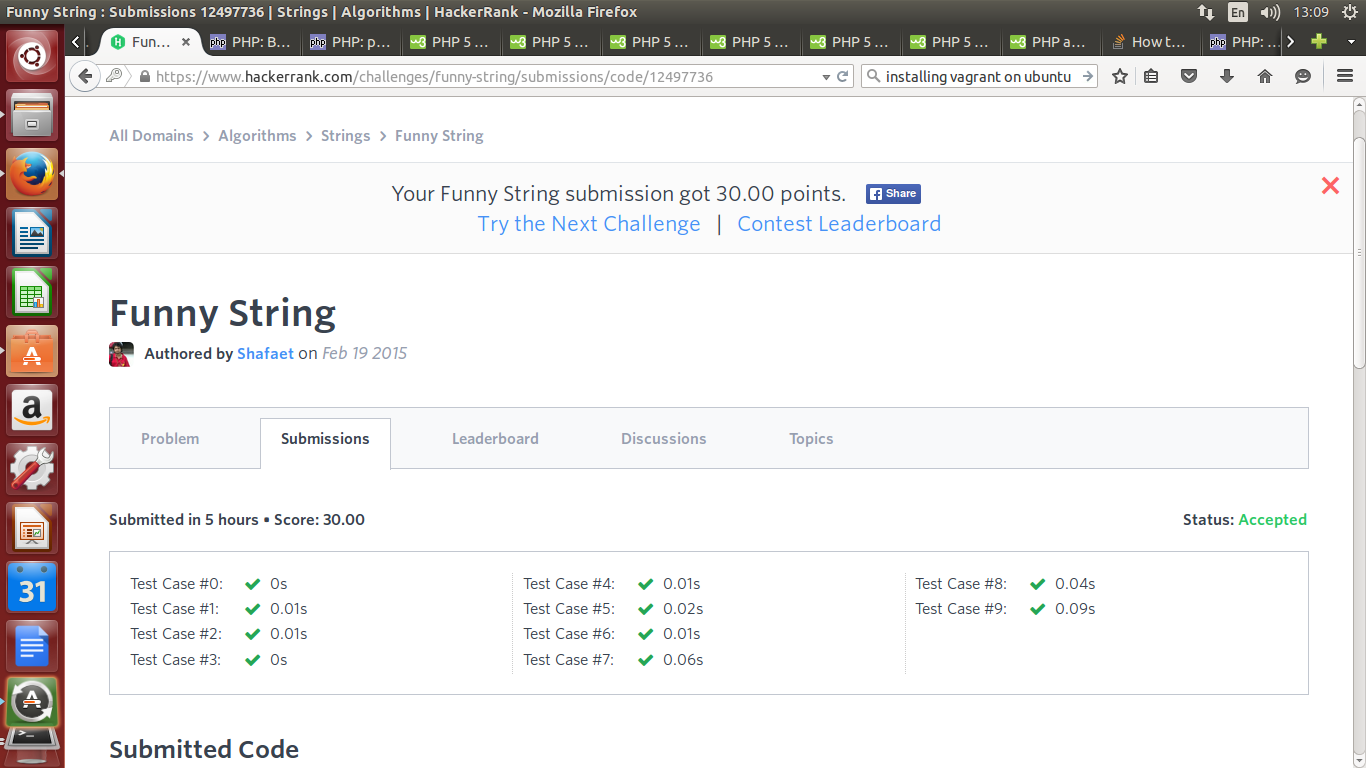 Funny String : Submissions 12497736 | Strings | Algorithms | HackerRank - Mozilla Firefox
En
13:09
Fun...
PHP: B...
PHP: p...
PHP 5 ...
PHP 5 ...
PHP 5 ...
PHP 5 ...
PHP 5 ...
PHP 5 ...
PHP a...
How t...
PHP: ...
https://www.hackerrank.com/challenges/funny-string/submissions/code/12497736
installing vagrant on ubuntu
All Domains > Algorithms > Strings > Funny String
Your Funny String submission got 30.00 points.
Share
Try the Next Challenge | Contest Leaderboard
Funny String
Authored by Shafaet on Feb 19 2015
Problem
Submissions
Leaderboard
Discussions
Topics
Submitted in 5 hours • Score: 30.00
Status: Accepted
Test Case #0: 0s
Test Case #1: 0.01s
Test Case #2: 0.01s
Test Case #3: 0s
Test Case #4: 0.01s
Test Case #5: 0.02s
Test Case #6: 0.01s
Test Case #7: 0.06s
Test Case #8: 0.04s
Test Case #9: 0.09s
Submitted Code
a
31